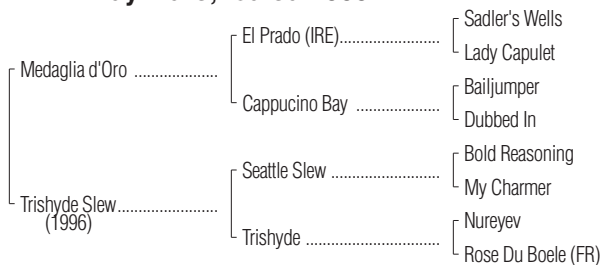 Sadler's Wells
El Prado (IRE)....................
Lady Capulet
Medaglia d'Oro .................
Bailjumper
Cappucino Bay .................
Dubbed In
Bold Reasoning
Seattle Slew ......................
My Charmer
Trishyde Slew....................
(1996)
Nureyev
Trishyde ...........................
Rose Du Boele (FR)